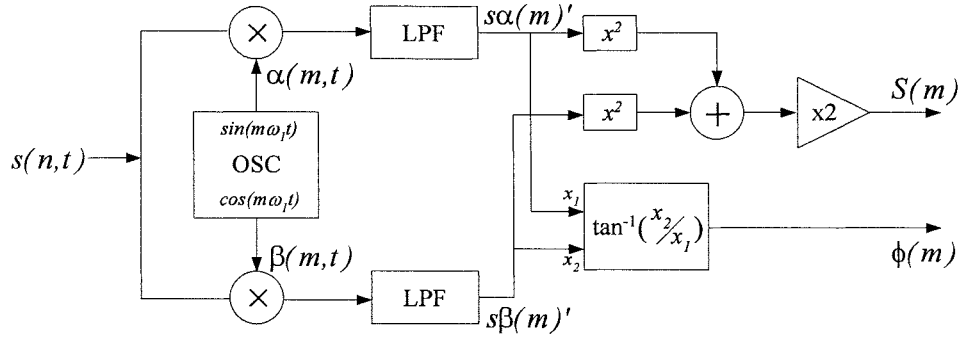 sα(m)'
×
LPF
x²
α(m,t)
S(m)
sin(mω₁t)
x²
+
x2
OSC
s(n,t)
cos(mω₁t)
x₁
tan⁻¹(x₂/x₁)
β(m,t)
x₂
ϕ(m)
×
LPF
sβ(m)'